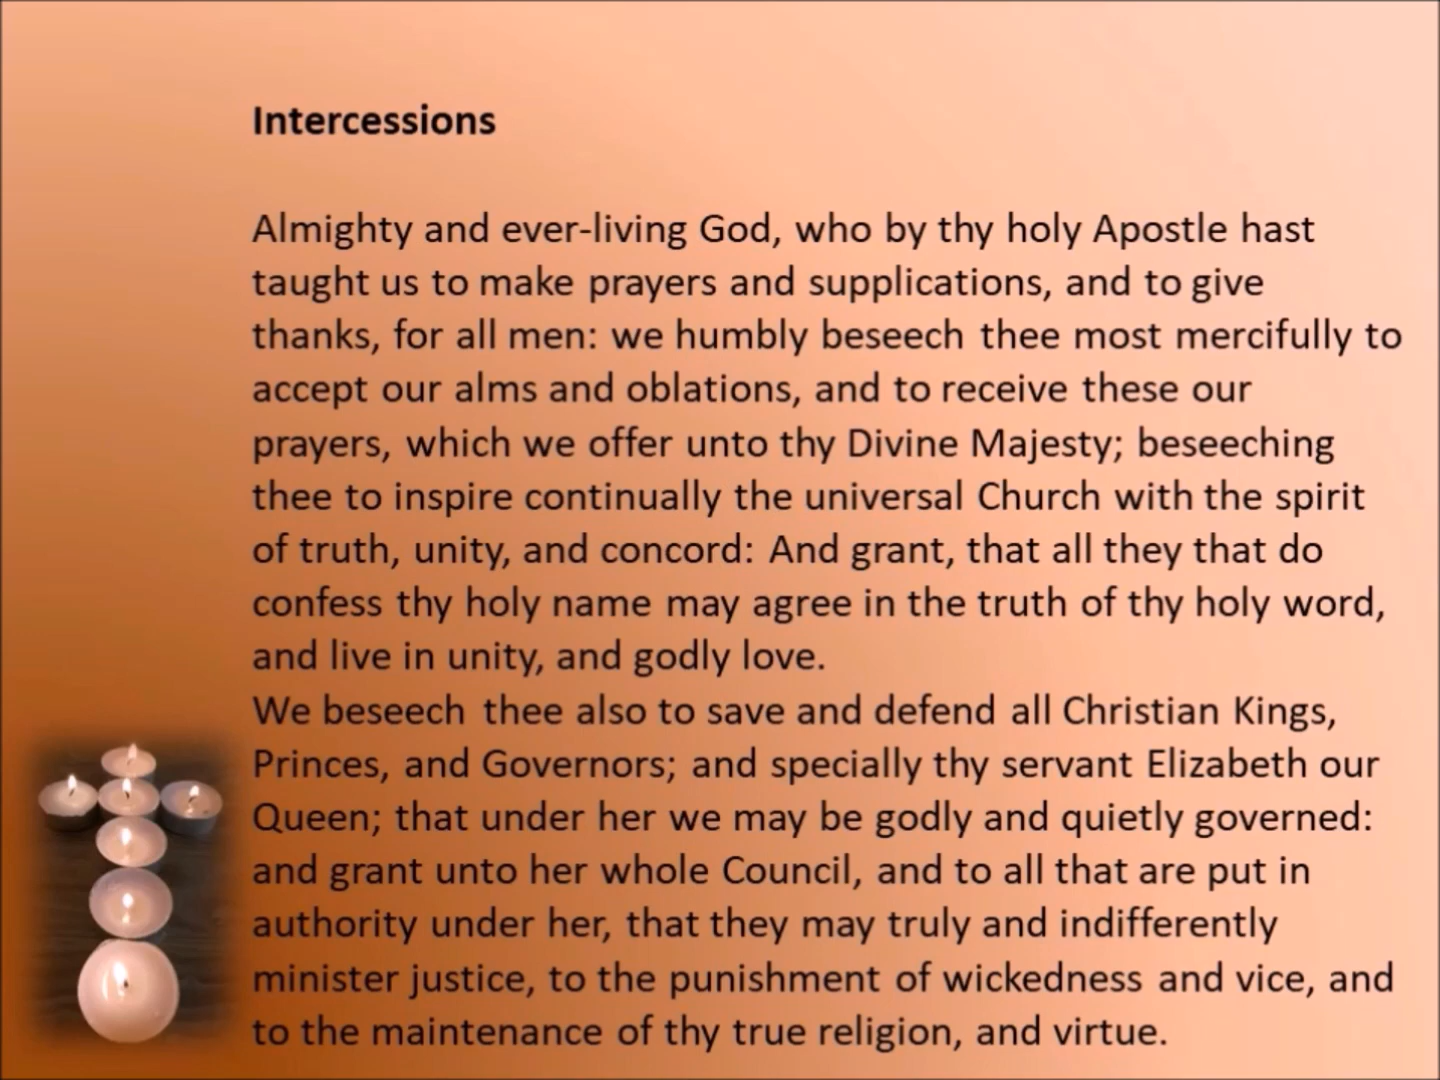 Intercessions
Almighty and ever-living God, who by thy holy Apostle hast
taught us to make prayers and supplications, and to give
thanks, for all men: we humbly beseech thee most mercifully to
accept our alms and oblations, and to receive these our
prayers, which we offer unto thy Divine Majesty; beseeching
thee to inspire continually the universal Church with the spirit
of truth, unity, and concord: And grant, that all they that do
confess thy holy name may agree in the truth of thy holy word,
and live in unity, and godly love.
We beseech thee also to save and defend all Christian Kings,
Princes, and Governors; and specially thy servant Elizabeth our
Queen; that under her we may be godly and quietly governed:
and grant unto her whole Council, and to all that are put in
authority under her, that they may truly and indifferently
minister justice, to the punishment of wickedness and vice, and
to the maintenance of thy true religion, and virtue.